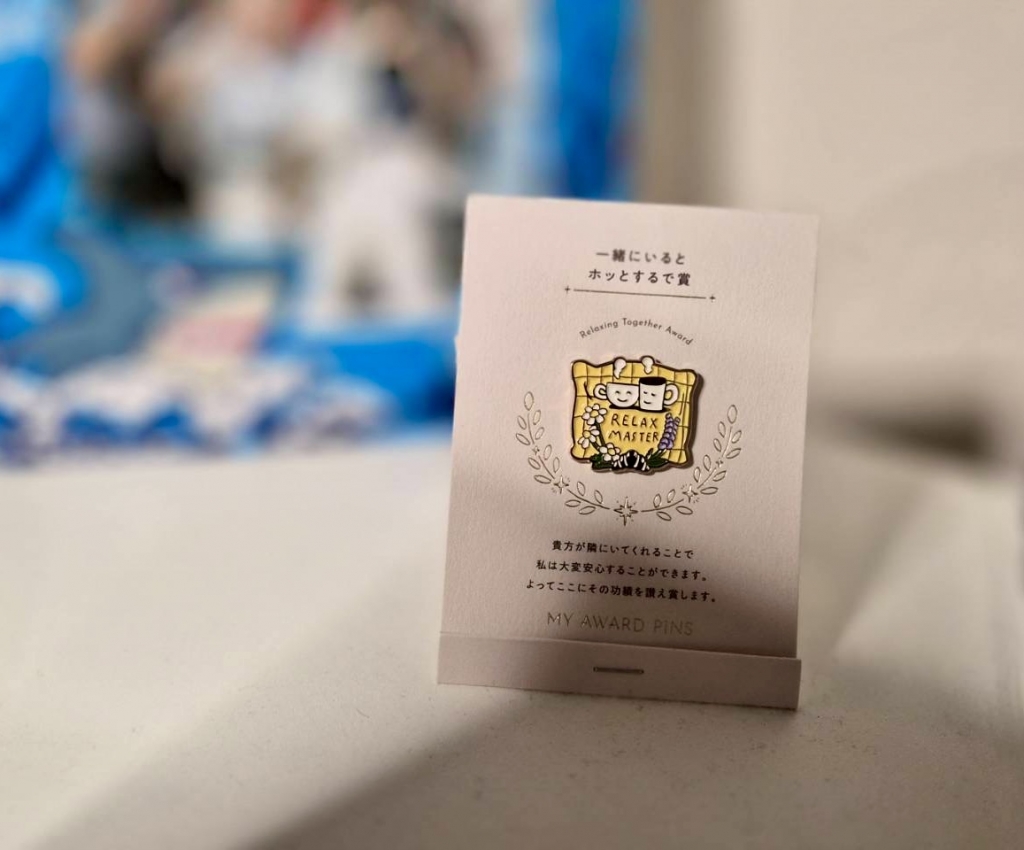 一緒にいると
ホッとするで賞
Relaxing Together Award
RELAX
MASTER
貴方が隣にいてくれることで
私は大変安心することができます。
よってここにその功績を讃え賞します。
MY AWARD PINS